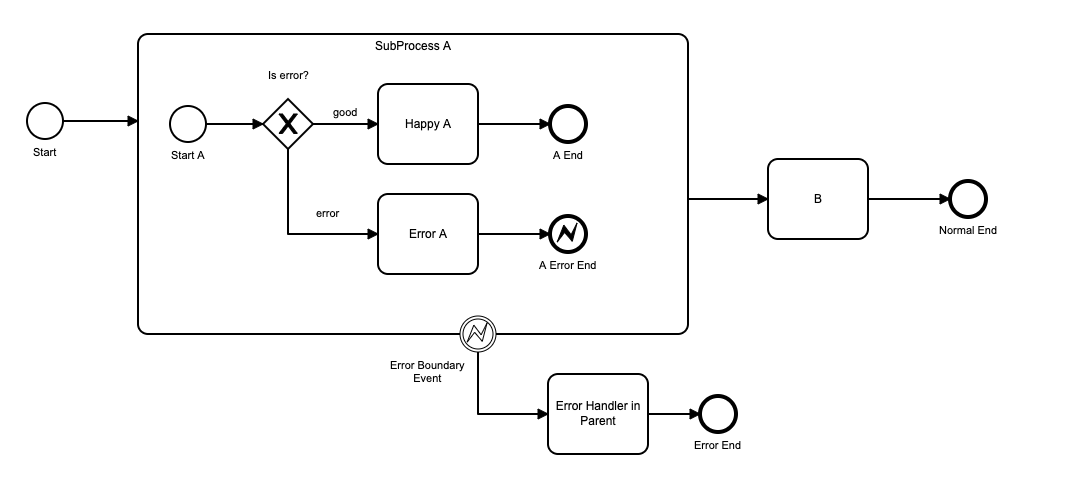 SubProcess A
Is error?
good
Happy A
Start
Start A
A End
error
Error A
A Error End
B
Normal End
Error Boundary
Event
Error Handler in
Parent
Error End